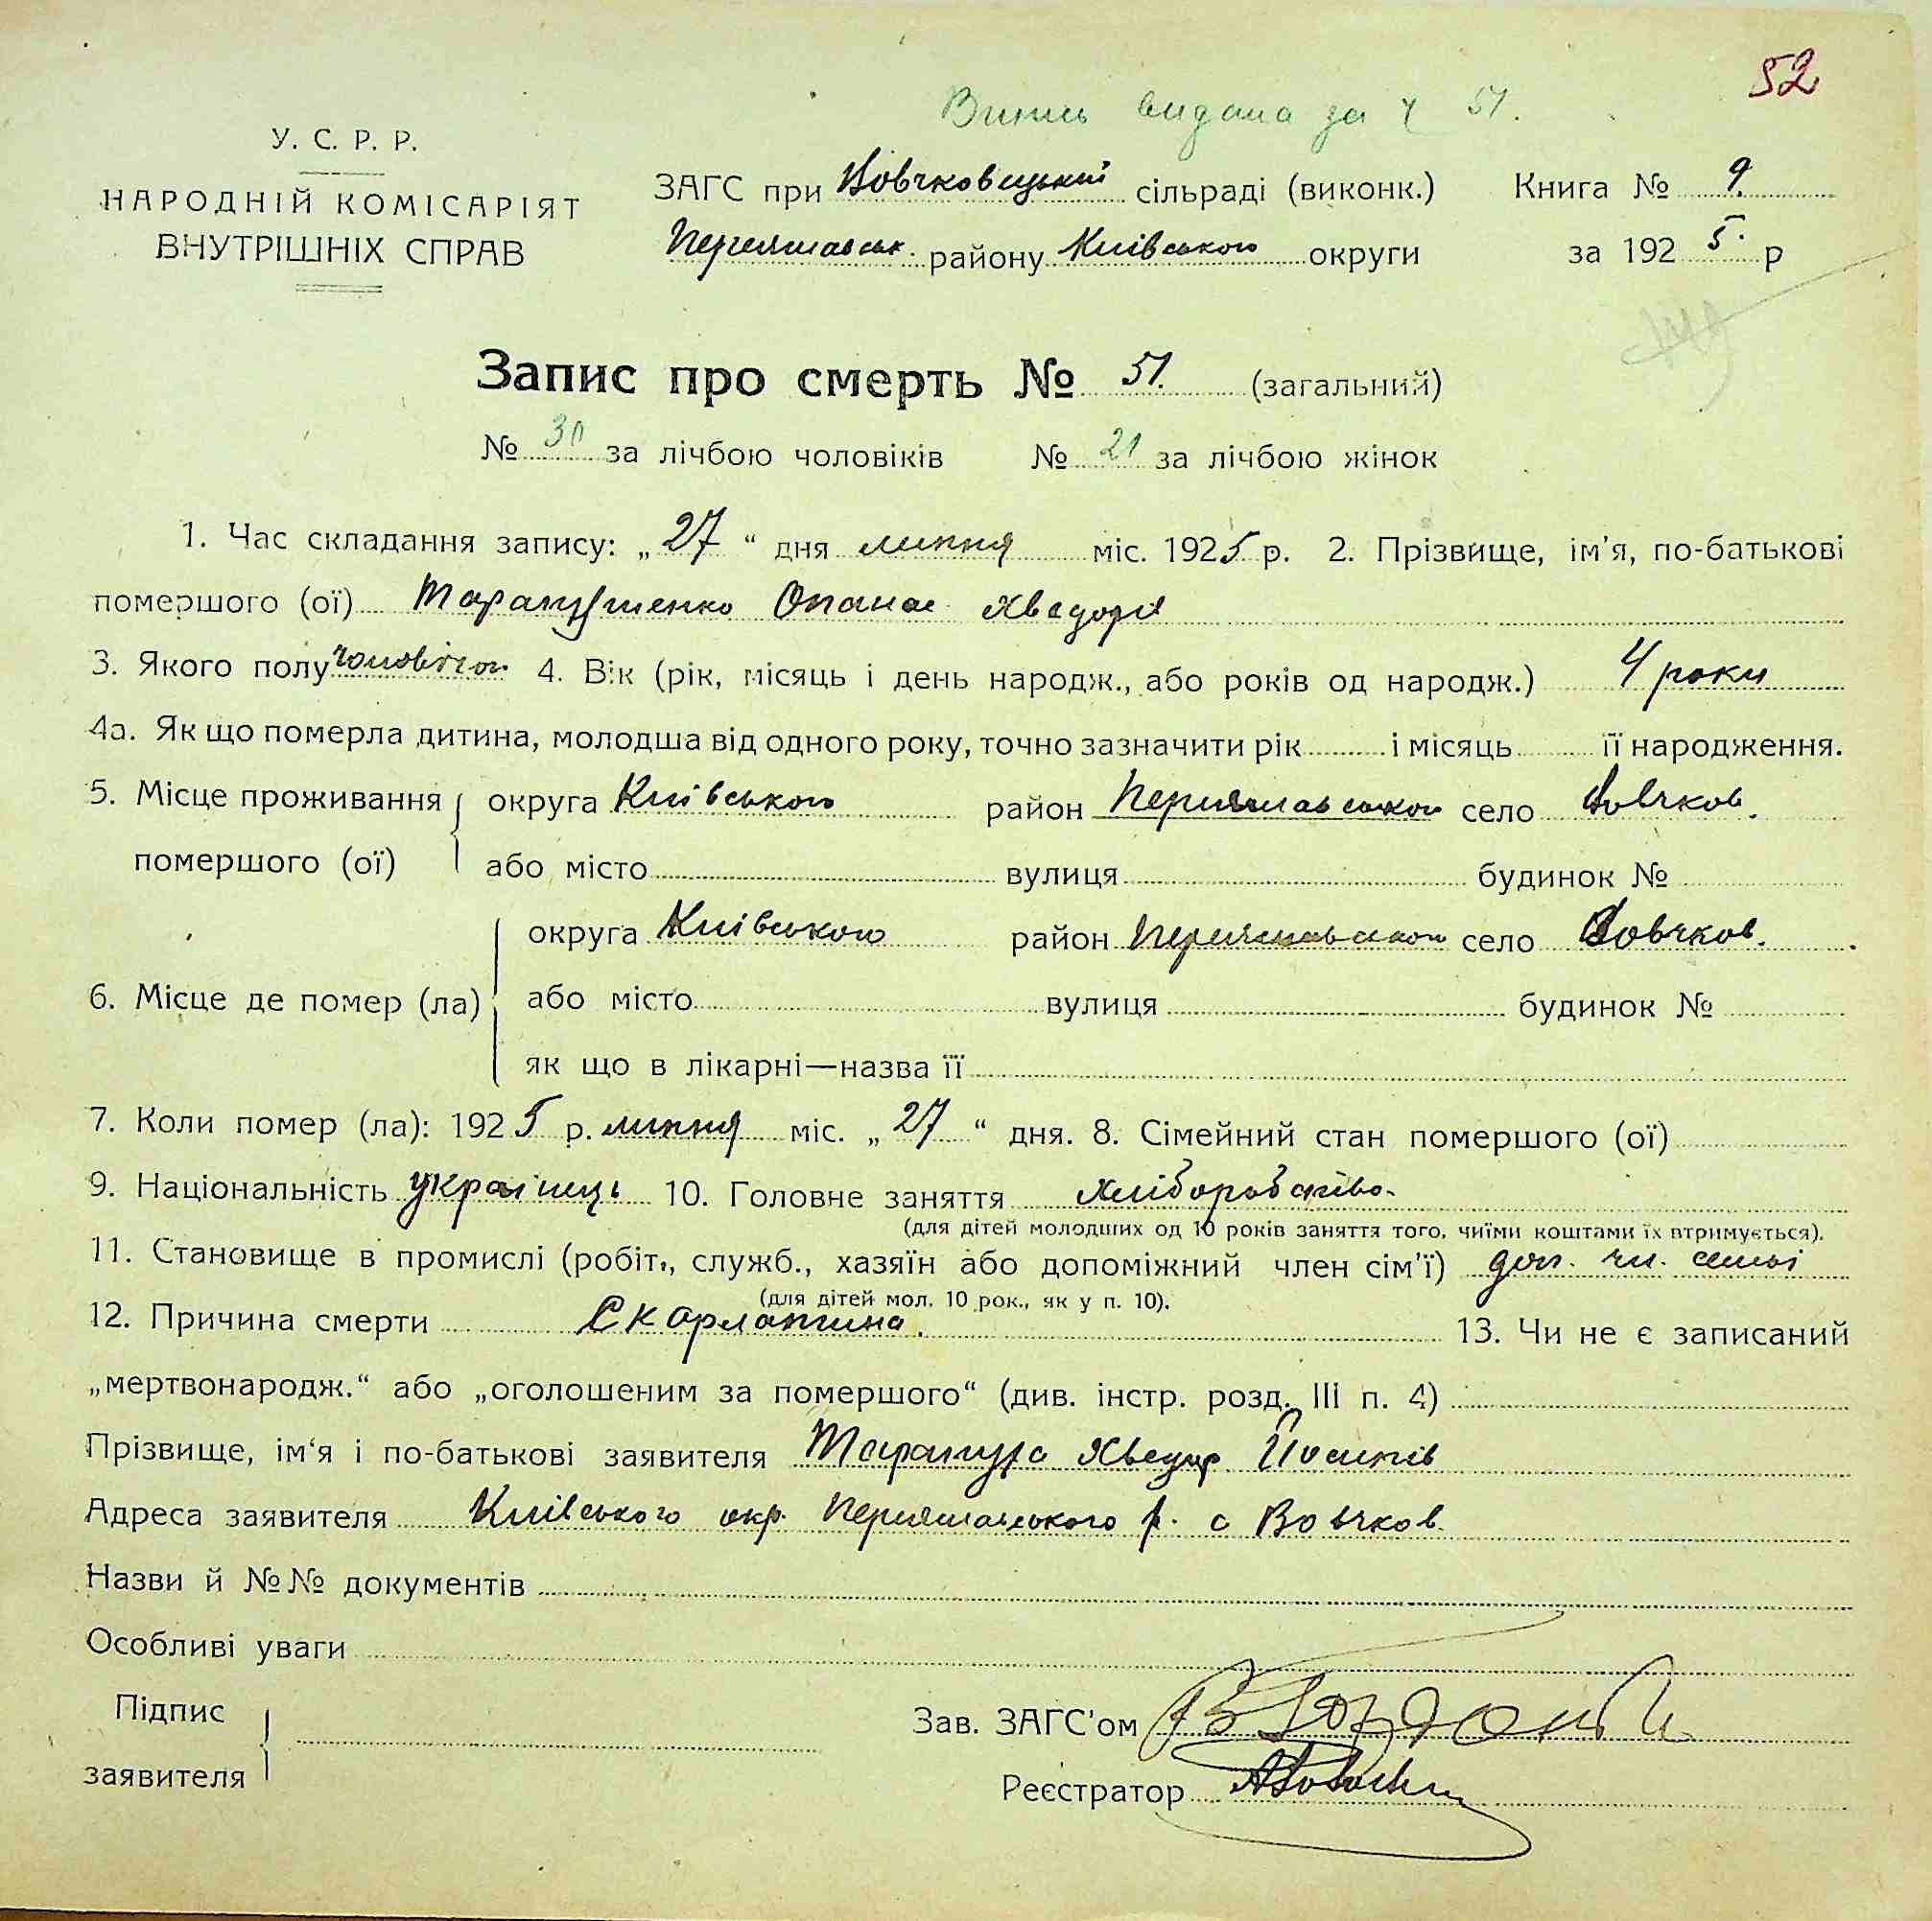 52
видана за Ч 51.
У. С. Р. Р.
НАРОДНІЙ КОМІСАРІЯТ
ВНУТРІШНІХ СПРАВ
ЗАГС при Вовчковецький сільраді (виконк.) Книга № 9.
Переяславськ. району Київського округи за 1925. р
Запис про смерть № 51. (загальний)
№ 30 за лічбою чоловіків № 21 за лічбою жінок
1. Час складання запису: „27“ дня липня міс. 1925 р. 2. Прізвище, ім'я, по-батькові
помершого (ої) Опанас Хведорів
3. Якого полу чоловічого 4. Вік (рік, місяць і день народж., або років од народж.) 4 роки
4а. Як що померла дитина, молодша від одного року, точно зазначити рік і місяць її народження.
5. Місце проживання округа Київського район Переяславського село Вовчков.
помершого (ої) або місто вулиця будинок №
округа Київського район Переяславського село Вовчков.
6. Місце де помер (ла) або місто вулиця будинок №
як що в лікарні—назва її
7. Коли помер (ла): 1925 р. липня міс. „27“ дня. 8. Сімейний стан помершого (ої)
9. Національність українець 10. Головне заняття хліборобство.
(для дітей молодших од 10 років заняття того, чиїми коштами їх втримується).
11. Становище в промислі (робіт., служб., хазяїн або допоміжний член сім'ї) доп. чл. семьі
(для дітей мол. 10 рок., як у п. 10).
12. Причина смерти Скарлатина. 13. Чи не є записаний
„мертвонародж.“ або „оголошеним за помершого“ (див. інстр. розд. III п. 4)
Прізвище, ім'я і по-батькові заявителя Хведир Йосипів
Адреса заявителя Київського окр. Переяславського р. с Вовчков.
Назви й №№ документів
Особливі уваги
Підпис
заявителя
Зав. ЗАГС'ом
Реєстратор